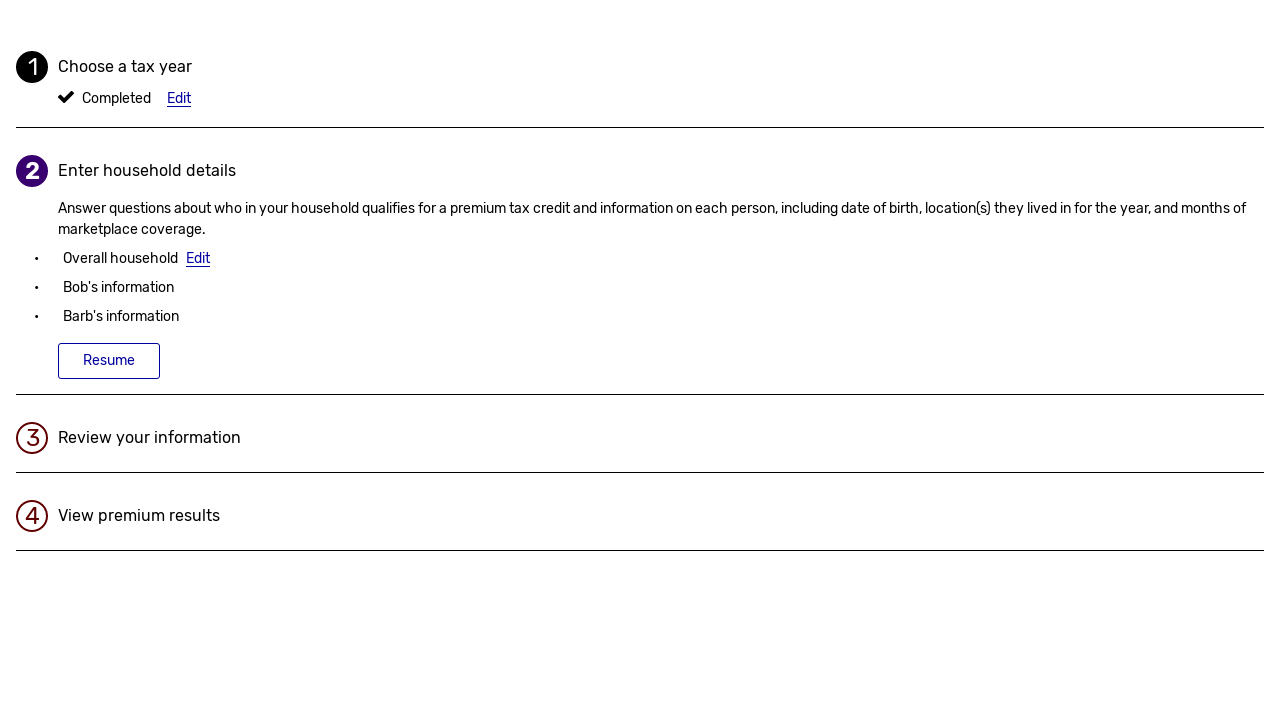 1 Choose a tax year
Completed Edit
2 Enter household details
Answer questions about who in your household qualifies for a premium tax credit and information on each person, including date of birth, location(s) they lived in for the year, and months of
marketplace coverage.
• Overall household Edit
• Bob's information
• Barb's information
Resume
3 Review your information
4 View premium results